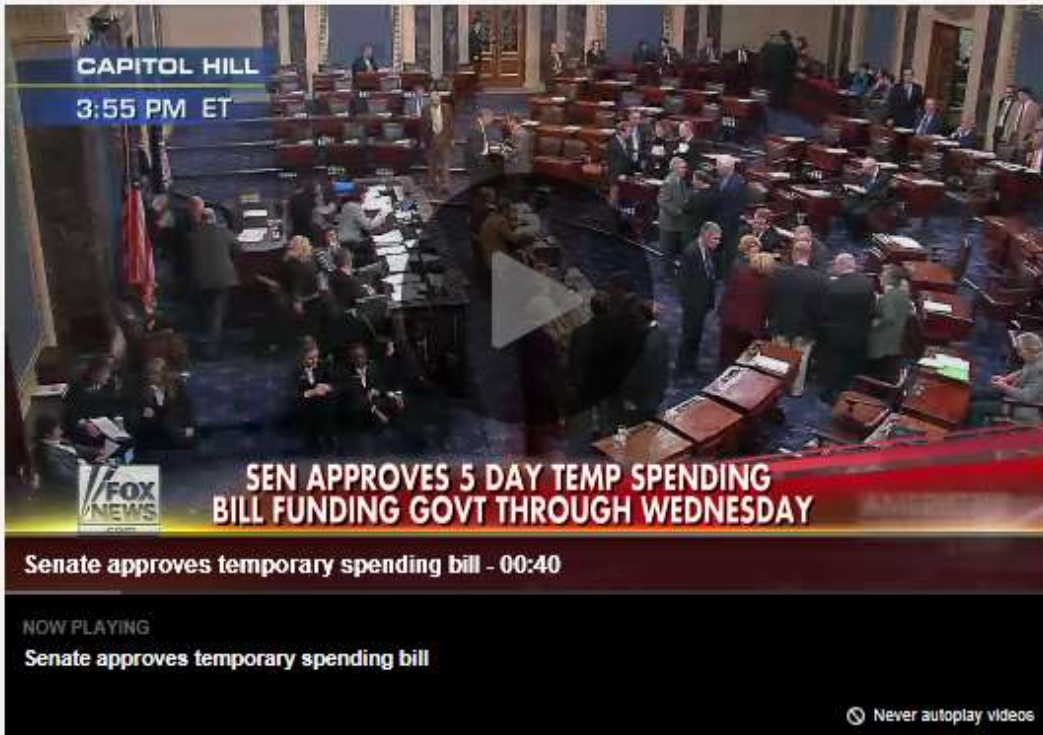 CAPITOL HILL
3:55 PM ET
SEN APPROVES 5 DAY TEMP SPENDING
BILL FUNDING GOVT THROUGH WEDNESDAY
FOX
NEWS
.com
Senate approves temporary spending bill - 00:40
NOW PLAYING
Senate approves temporary spending bill
Never autoplay videos